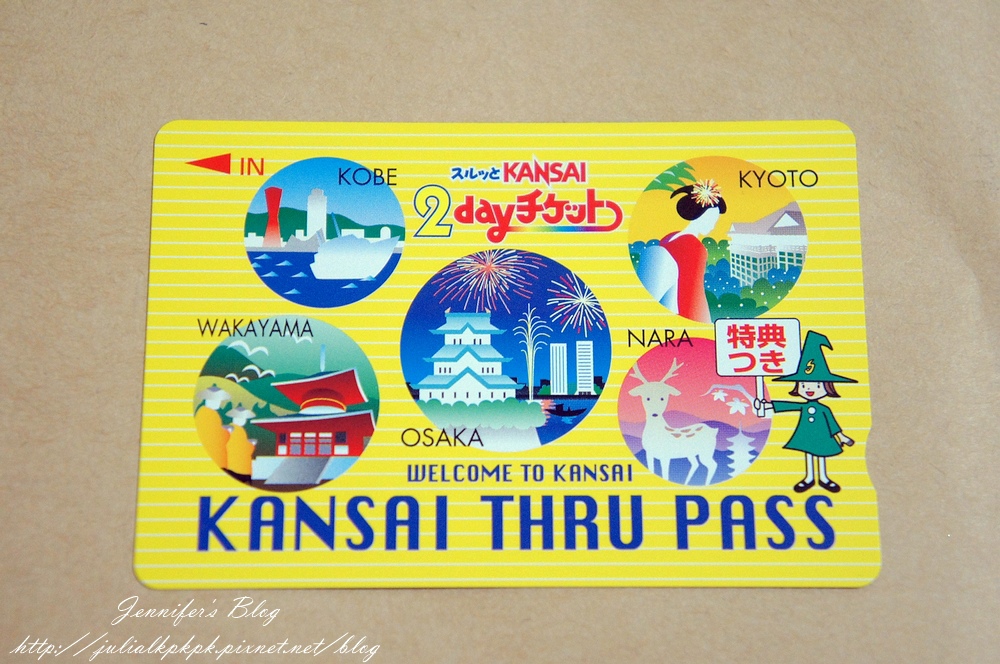 IN
KOBE
スルッとKANSAI
2dayチケット
KYOTO
WAKAYAMA
NARA
特典
つき
S
OSAKA
WELCOME TO KANSAI
KANSAI THRU PASS
Jennifer's Blog
http://julialkpkpk.pixnet.net/blog